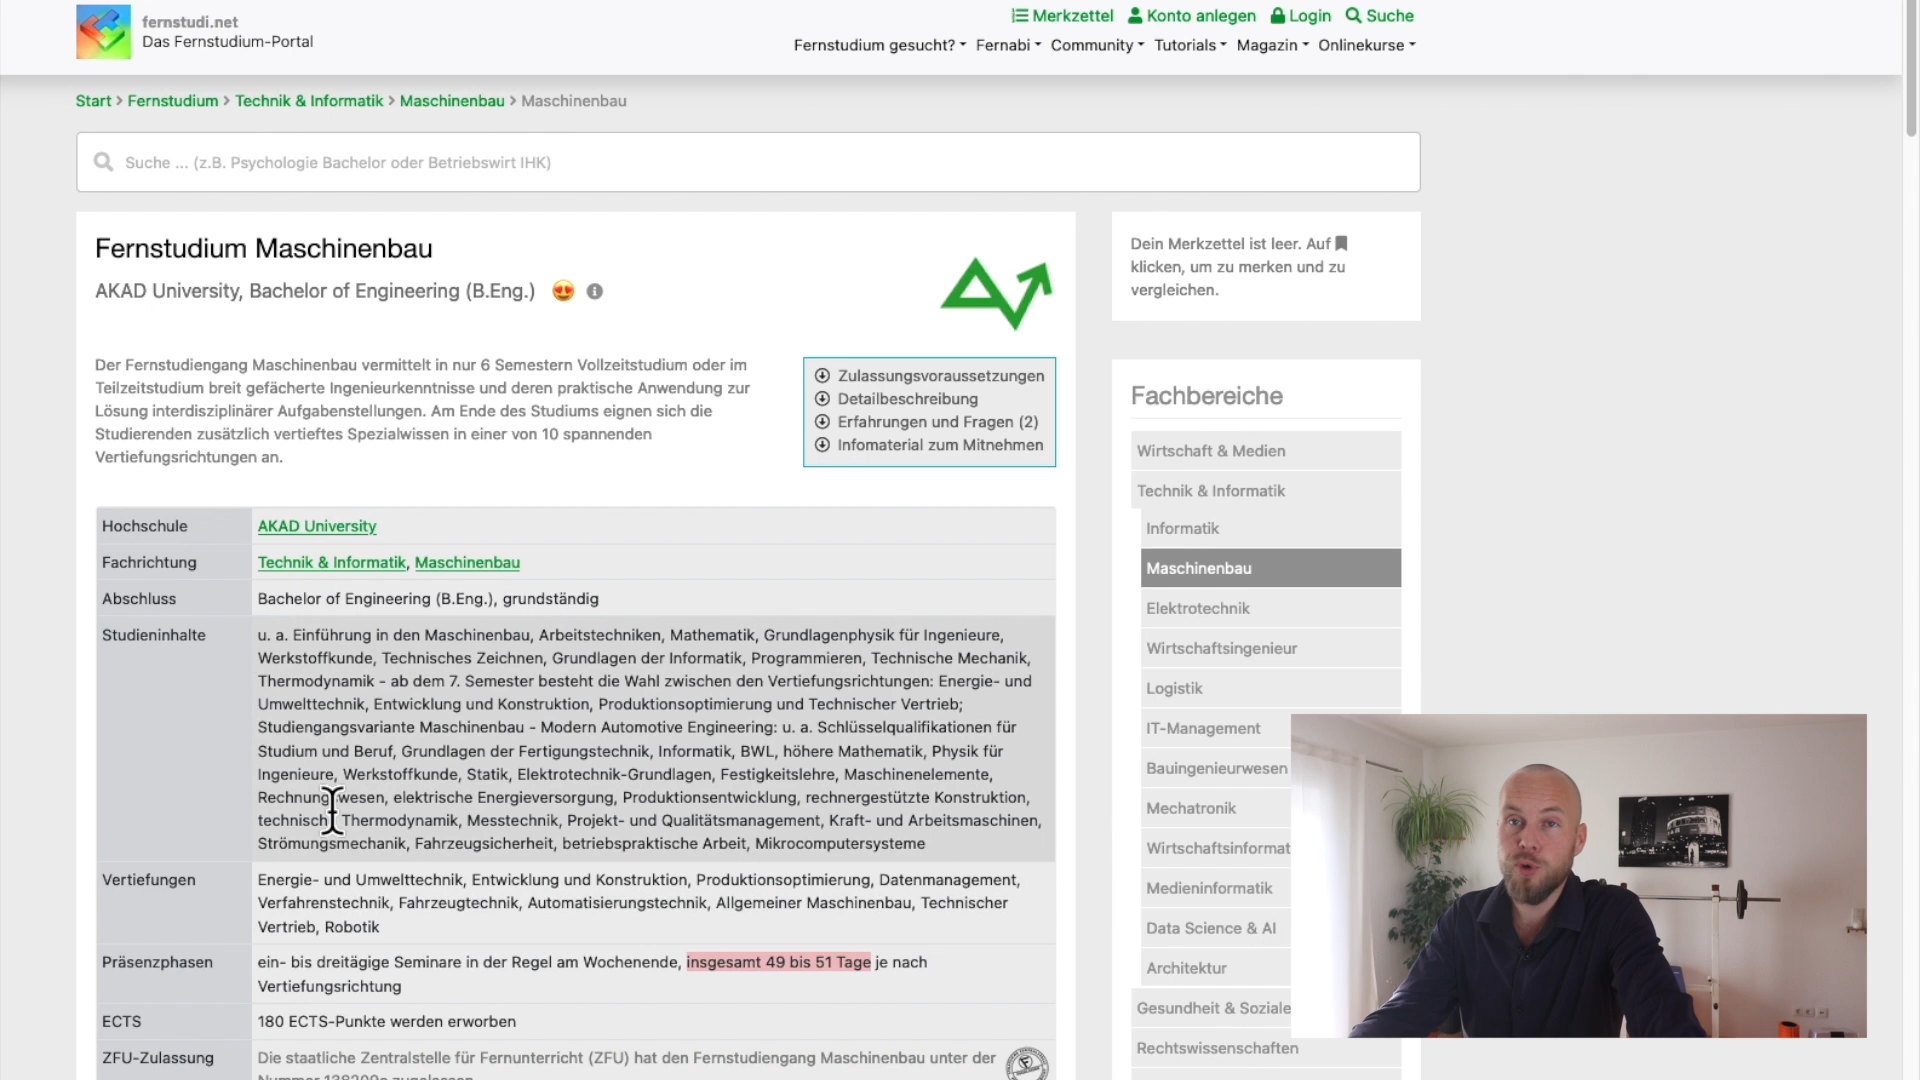 fernstudi.net
Das Fernstudium-Portal
Merkzettel Konto anlegen Login Suche
Fernstudium gesucht? Fernabi Community Tutorials Magazin Onlinekurse
Start > Fernstudium > Technik & Informatik > Maschinenbau > Maschinenbau
Suche ... (z.B. Psychologie Bachelor oder Betriebswirt IHK)
Fernstudium Maschinenbau
AKAD University, Bachelor of Engineering (B.Eng.)
Der Fernstudiengang Maschinenbau vermittelt in nur 6 Semestern Vollzeitstudium oder im
Teilzeitstudium breit gefächerte Ingenieurkenntnisse und deren praktische Anwendung zur
Lösung interdisziplinärer Aufgabenstellungen. Am Ende des Studiums eignen sich die
Studierenden zusätzlich vertieftes Spezialwissen in einer von 10 spannenden
Vertiefungsrichtungen an.
Zulassungsvoraussetzungen
Detailbeschreibung
Erfahrungen und Fragen (2)
Infomaterial zum Mitnehmen
Hochschule AKAD University
Fachrichtung Technik & Informatik, Maschinenbau
Abschluss Bachelor of Engineering (B.Eng.), grundständig
Studieninhalte u. a. Einführung in den Maschinenbau, Arbeitstechniken, Mathematik, Grundlagenphysik für Ingenieure,
Werkstoffkunde, Technisches Zeichnen, Grundlagen der Informatik, Programmieren, Technische Mechanik,
Thermodynamik - ab dem 7. Semester besteht die Wahl zwischen den Vertiefungsrichtungen: Energie- und
Umwelttechnik, Entwicklung und Konstruktion, Produktionsoptimierung und Technischer Vertrieb;
Studiengangsvariante Maschinenbau - Modern Automotive Engineering: u. a. Schlüsselqualifikationen für
Studium und Beruf, Grundlagen der Fertigungstechnik, Informatik, BWL, höhere Mathematik, Physik für
Ingenieure, Werkstoffkunde, Statik, Elektrotechnik-Grundlagen, Festigkeitslehre, Maschinenelemente,
Rechnungswesen, elektrische Energieversorgung, Produktionsentwicklung, rechnergestützte Konstruktion,
technische Thermodynamik, Messtechnik, Projekt- und Qualitätsmanagement, Kraft- und Arbeitsmaschinen,
Strömungsmechanik, Fahrzeugsicherheit, betriebspraktische Arbeit, Mikrocomputersysteme
Vertiefungen Energie- und Umwelttechnik, Entwicklung und Konstruktion, Produktionsoptimierung, Datenmanagement,
Verfahrenstechnik, Fahrzeugtechnik, Automatisierungstechnik, Allgemeiner Maschinenbau, Technischer
Vertrieb, Robotik
Präsenzphasen ein- bis dreitägige Seminare in der Regel am Wochenende, insgesamt 49 bis 51 Tage je nach
Vertiefungsrichtung
ECTS 180 ECTS-Punkte werden erworben
ZFU-Zulassung Die staatliche Zentralstelle für Fernunterricht (ZFU) hat den Fernstudiengang Maschinenbau unter der
Dein Merkzettel ist leer. Auf
klicken, um zu merken und zu
vergleichen.
Fachbereiche
Wirtschaft & Medien
Technik & Informatik
Informatik
Maschinenbau
Elektrotechnik
Wirtschaftsingenieur
Logistik
IT-Management
Bauingenieurwesen
Mechatronik
Wirtschaftsinformat
Medieninformatik
Data Science & AI
Architektur
Gesundheit & Soziale
Rechtswissenschaften